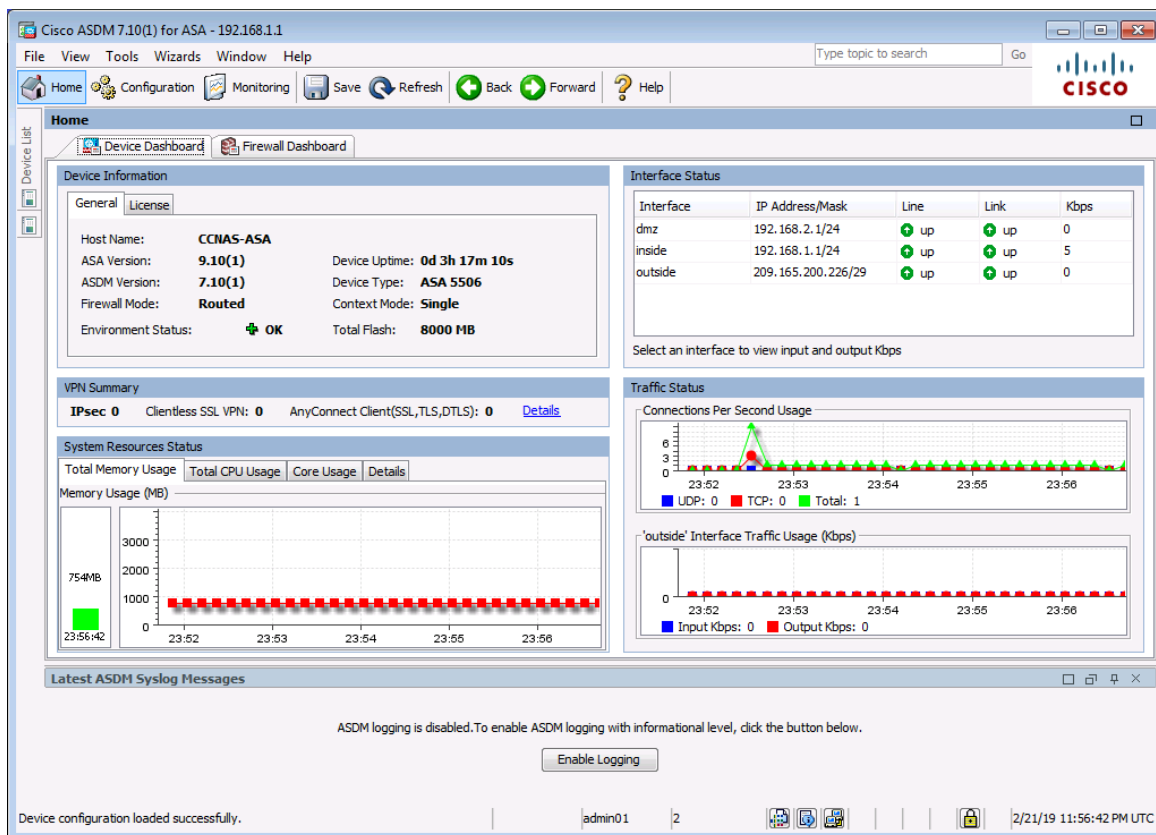 Cisco ASDM 7.10(1) for ASA - 192.168.1.1
File View Tools Wizards Window Help
Type topic to search Go
Home Configuration Monitoring Save Refresh Back Forward Help
CISCO
Device List
Home
Device Dashboard Firewall Dashboard
Device Information
General License
Host Name: CCNAS-ASA
ASA Version: 9.10(1) Device Uptime: 0d 3h 17m 10s
ASDM Version: 7.10(1) Device Type: ASA 5506
Firewall Mode: Routed Context Mode: Single
Environment Status: OK Total Flash: 8000 MB
Interface Status
Interface IP Address/Mask Line Link Kbps
dmz 192.168.2.1/24 up up 0
inside 192.168.1.1/24 up up 5
outside 209.165.200.226/29 up up 0
Select an interface to view input and output Kbps
VPN Summary
IPsec 0 Clientless SSL VPN: 0 AnyConnect Client(SSL,TLS,DTLS): 0 Details
System Resources Status
Total Memory Usage Total CPU Usage Core Usage Details
Memory Usage (MB)
754MB
23:56:42
3000
2000
1000
0
23:52 23:53 23:54 23:55 23:56
Traffic Status
Connections Per Second Usage
6
3
0
23:52 23:53 23:54 23:55 23:56
UDP: 0 TCP: 0 Total: 1
'outside' Interface Traffic Usage (Kbps)
0
23:52 23:53 23:54 23:55 23:56
Input Kbps: 0 Output Kbps: 0
Latest ASDM Syslog Messages
ASDM logging is disabled.To enable ASDM logging with informational level, click the button below.
Enable Logging
Device configuration loaded successfully. admin01 2 2/21/19 11:56:42 PM UTC